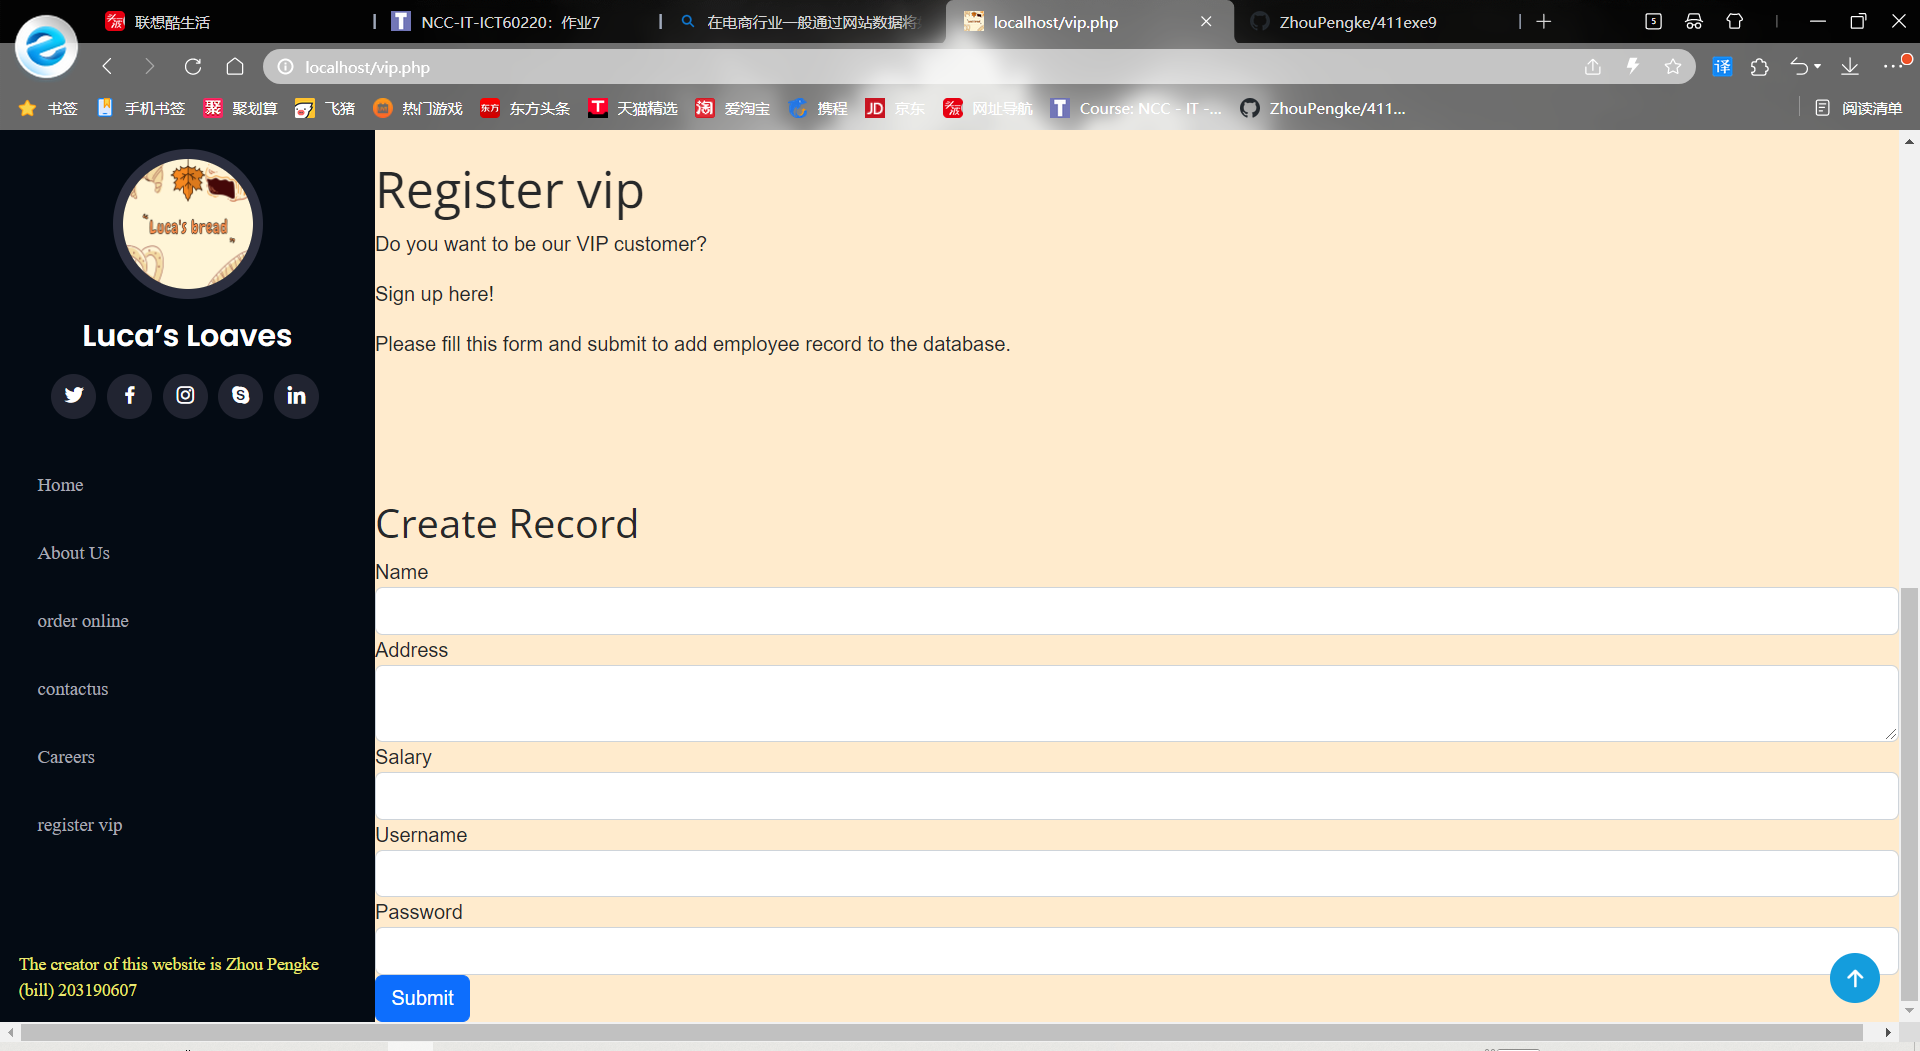 联想酷生活
NCC-IT-ICT60220：作业7
在电商行业一般通过网站数据将
localhost/vip.php
ZhouPengke/411exe9
5
localhost/vip.php
译
书签
手机书签
聚 聚划算
飞猪
热门游戏
东方 东方头条
T 天猫精选
淘 爱淘宝
携程
JD 京东
网址导航
T Course: NCC - IT -...
ZhouPengke/411...
阅读清单
"Luca's bread"
Luca's Loaves
Home
About Us
order online
contactus
Careers
register vip
The creator of this website is Zhou Pengke
(bill) 203190607
Register vip
Do you want to be our VIP customer?
Sign up here!
Please fill this form and submit to add employee record to the database.
Create Record
Name
Address
Salary
Username
Password
Submit